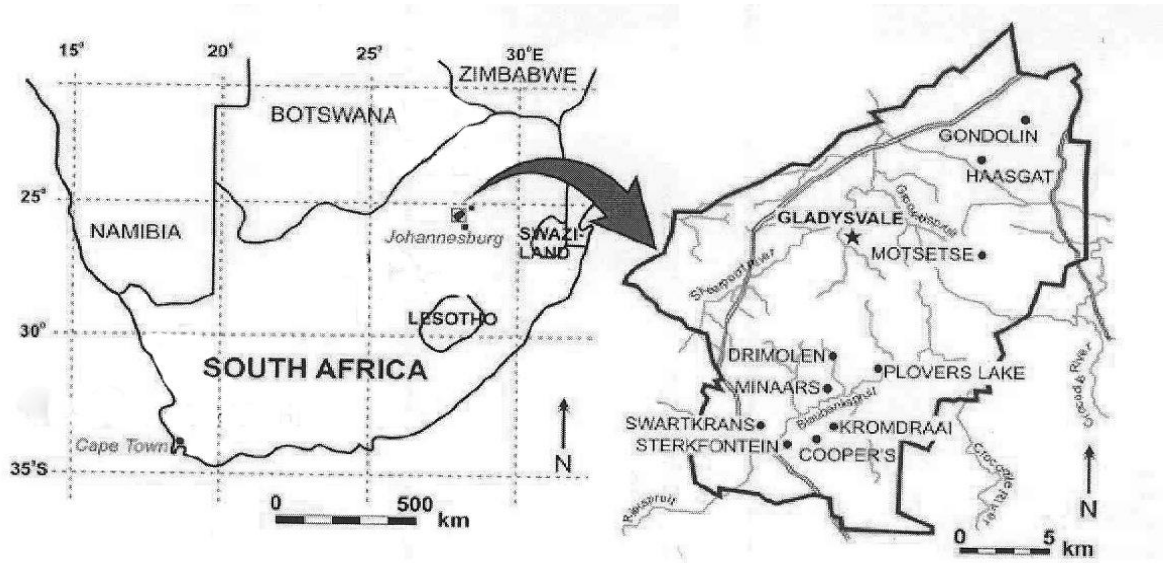 15°
20°
25°
30°E
ZIMBABWE
BOTSWANA
25°
NAMIBIA
Johannesburg
SWAZI-
LAND
LESOTHO
30°
SOUTH AFRICA
Cape Town
35°S
N
0 500
km
GONDOLIN
HAASGAT
GLADYSVALE
MOTSETSE
DRIMOLEN
PLOVERS LAKE
MINAARS
Crocodile River
SWARTKRANS
KROMDRAAI
STERKFONTEIN
COOPER'S
Crocodile River
N
0 5
km